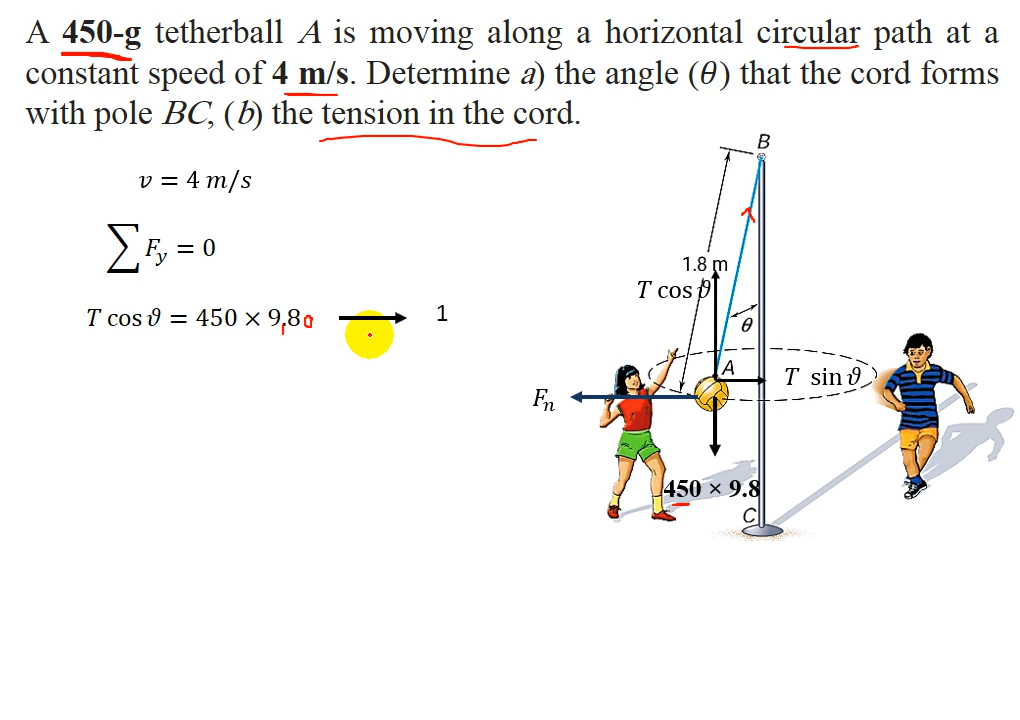 A 450-g tetherball A is moving along a horizontal circular path at a
constant speed of 4 m/s. Determine a) the angle (θ) that the cord forms
with pole BC, (b) the tension in the cord.
B
v = 4 m/s
∑ F_y = 0
1.8 m
T cos ϑ
T cos ϑ = 450 × 9,80
1
θ
A
T sin ϑ
F_n
450 × 9.8
C